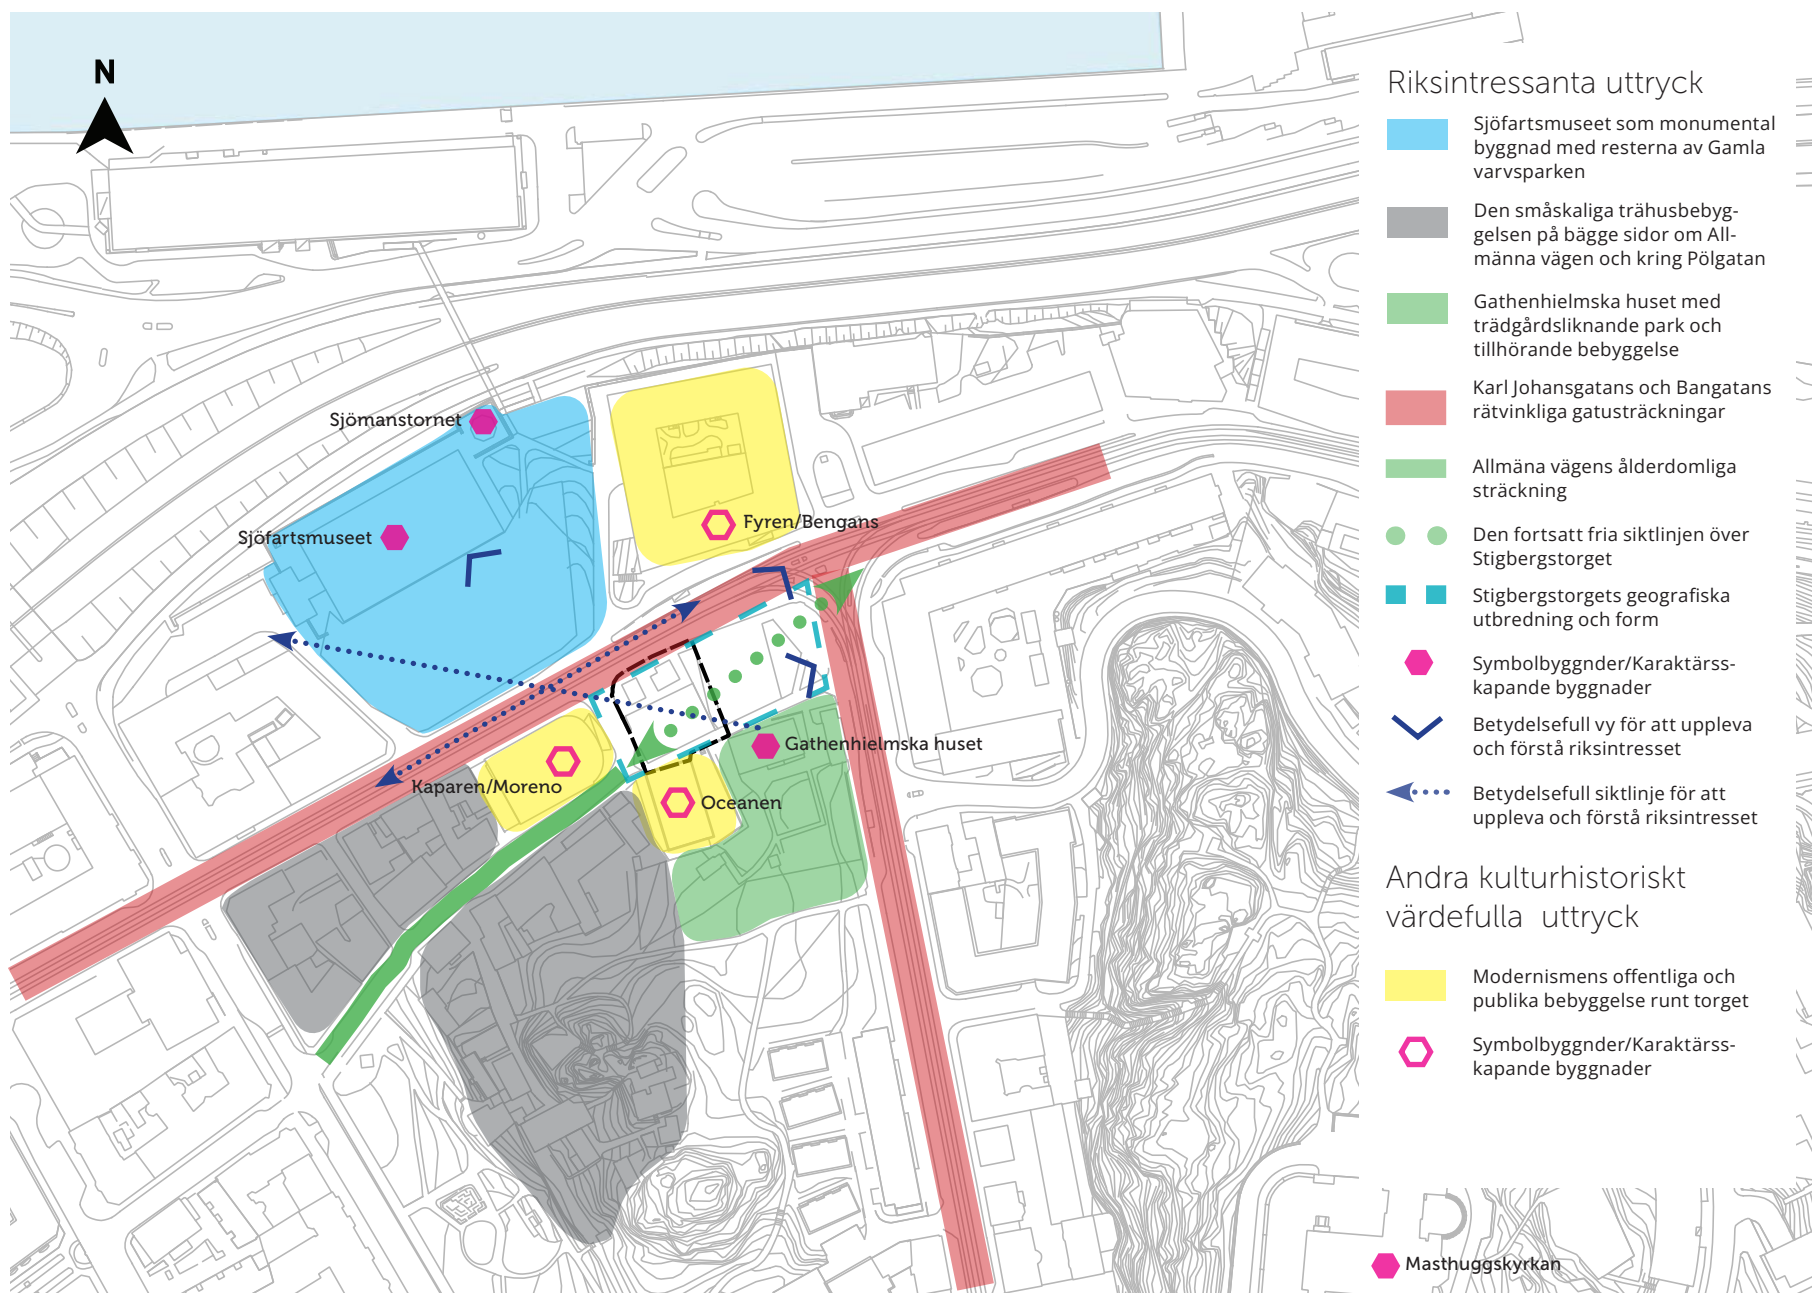 N
Sjömanstornet
Sjöfartsmuseet
Fyren/Bengans
Gathenhielmska huset
Kaparen/Moreno
Oceanen
Masthuggskyrkan
Riksintressanta uttryck
Sjöfartsmuseet som monumental
byggnad med resterna av Gamla
varvsparken
Den småskaliga trähusbebyg-
gelsen på bägge sidor om All-
männa vägen och kring Pölgatan
Gathenhielmska huset med
trädgårdsliknande park och
tillhörande bebyggelse
Karl Johansgatans och Bangatans
rätvinkliga gatusträckningar
Allmäna vägens ålderdomliga
sträckning
Den fortsatt fria siktlinjen över
Stigbergstorget
Stigbergstorgets geografiska
utbredning och form
Symbolbyggnder/Karaktärss-
kapande byggnader
Betydelsefull vy för att uppleva
och förstå riksintresset
Betydelsefull siktlinje för att
uppleva och förstå riksintresset
Andra kulturhistoriskt
värdefulla uttryck
Modernismens offentliga och
publika bebyggelse runt torget
Symbolbyggnder/Karaktärss-
kapande byggnader